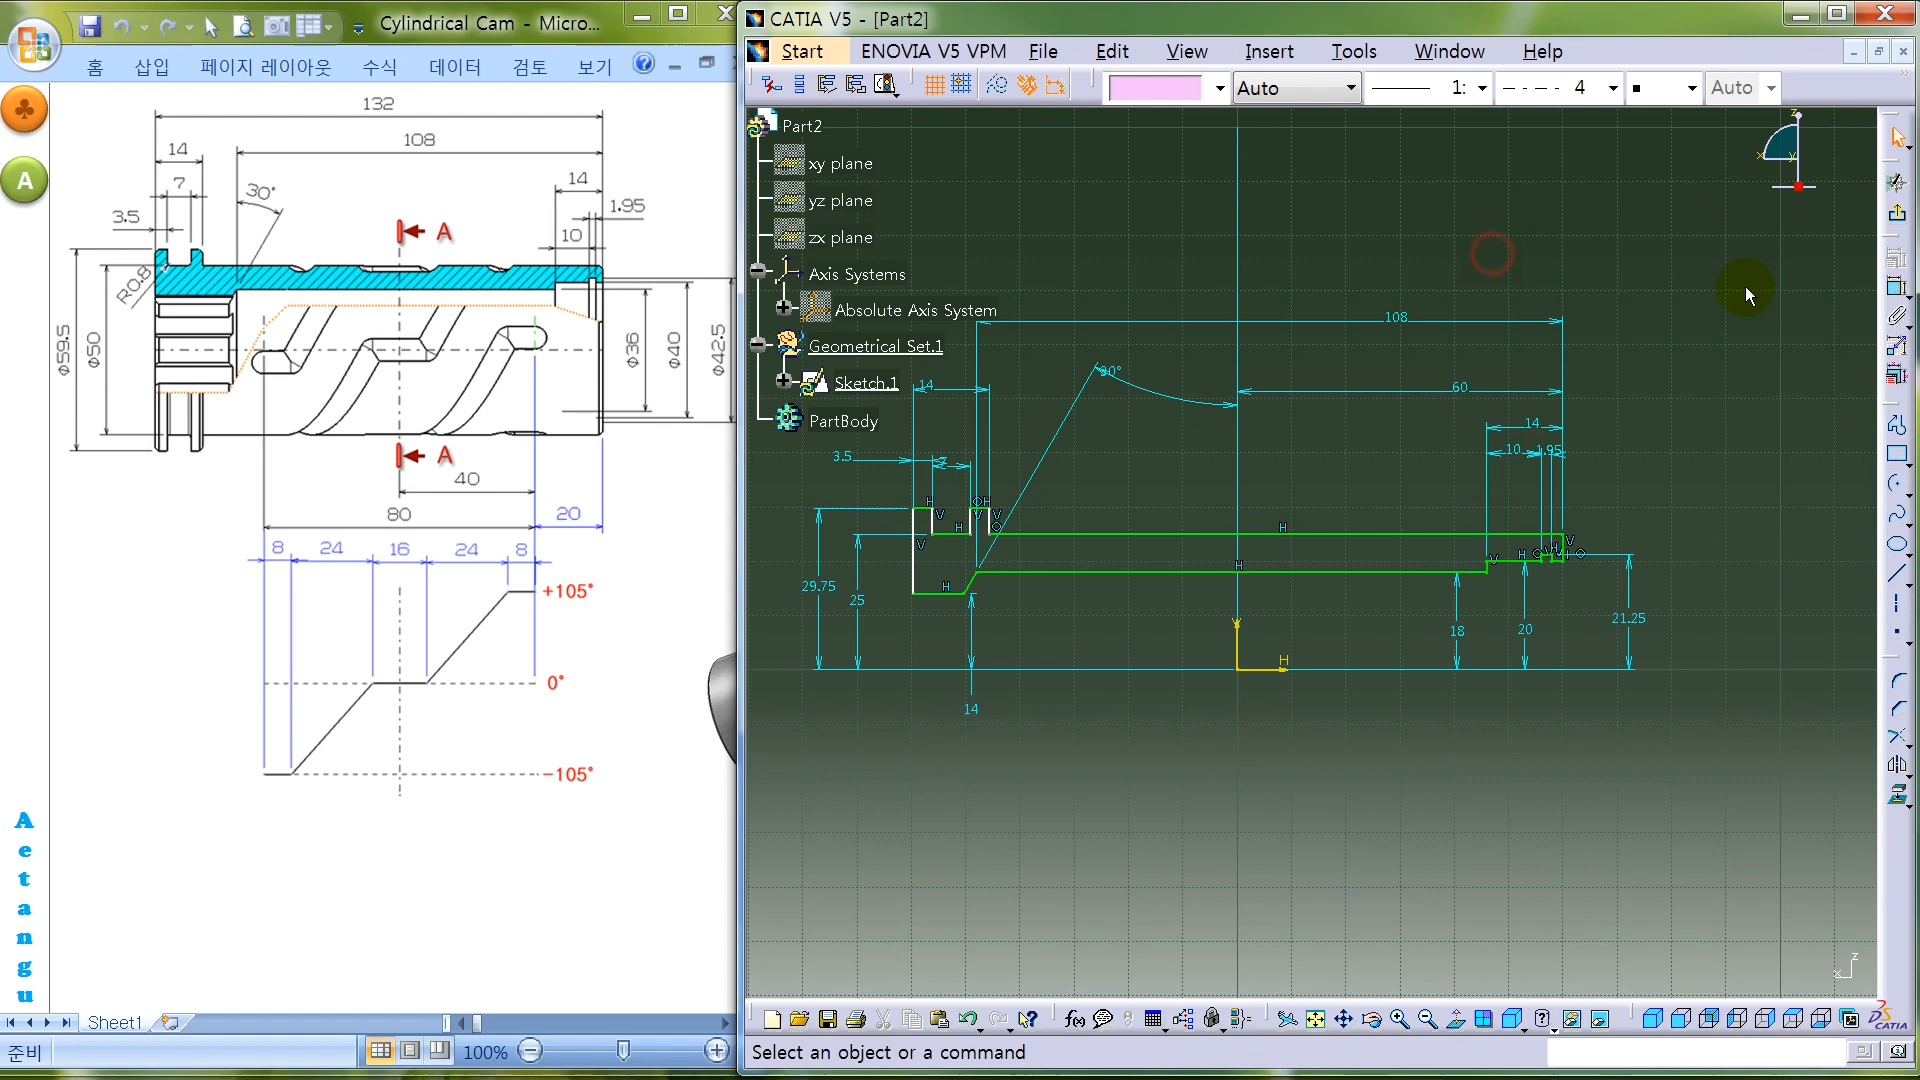 Cylindrical Cam - Micro...
홈 삽입 페이지 레이아웃 수식 데이터 검토 보기
132
108
14
14
7
30°
3.5
1.95
10
A
R0.8
Φ59.5
Φ50
Φ36
Φ40
Φ42.5
A
40
80
20
8 24 16 24 8
+105°
0°
-105°
A
A
e
t
a
n
g
u
Sheet1
준비
100%
CATIA V5 - [Part2]
Start ENOVIA V5 VPM File Edit View Insert Tools Window Help
Auto 1: 4 Auto
Part2
xy plane
yz plane
zx plane
Axis Systems
Absolute Axis System
Geometrical Set.1
Sketch.1
PartBody
z
x y
108
60
14
14
10 1.95
3.5
H V
29.75
25
18
20
21.25
14
H
z
x
f(x)
CATIA
Select an object or a command